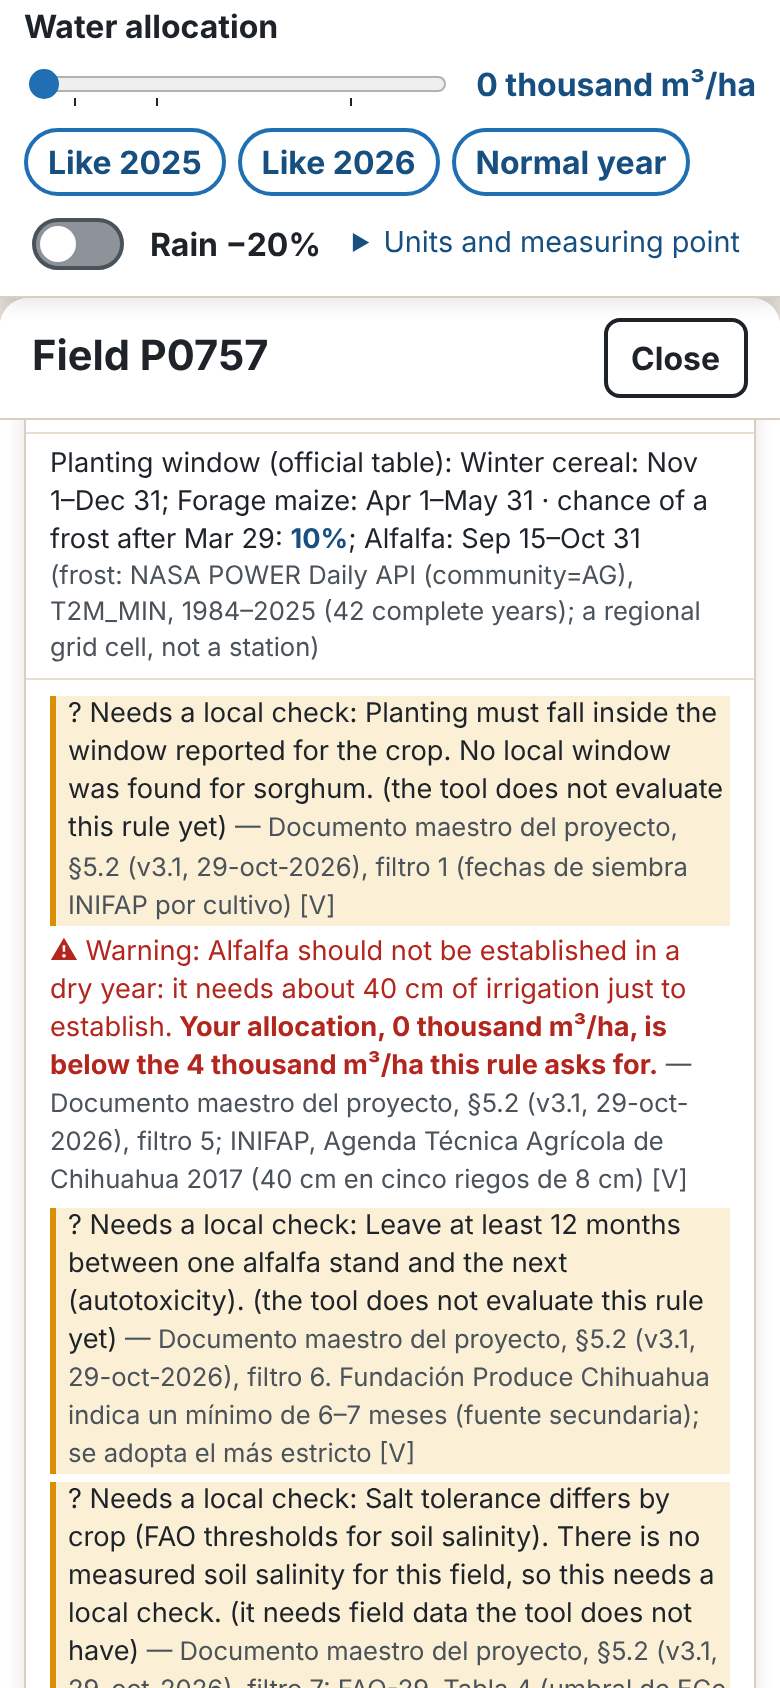 Water allocation
0 thousand m³/ha
Like 2025
Like 2026
Normal year
Rain −20%
▶ Units and measuring point
Field P0757
Close
Planting window (official table): Winter cereal: Nov
1–Dec 31; Forage maize: Apr 1–May 31 · chance of a
frost after Mar 29: 10%; Alfalfa: Sep 15–Oct 31
(frost: NASA POWER Daily API (community=AG),
T2M_MIN, 1984–2025 (42 complete years); a regional
grid cell, not a station)
? Needs a local check: Planting must fall inside the
window reported for the crop. No local window
was found for sorghum. (the tool does not evaluate
this rule yet) — Documento maestro del proyecto,
§5.2 (v3.1, 29-oct-2026), filtro 1 (fechas de siembra
INIFAP por cultivo) [V]
⚠ Warning: Alfalfa should not be established in a
dry year: it needs about 40 cm of irrigation just to
establish. Your allocation, 0 thousand m³/ha, is
below the 4 thousand m³/ha this rule asks for. —
Documento maestro del proyecto, §5.2 (v3.1, 29-oct-
2026), filtro 5; INIFAP, Agenda Técnica Agrícola de
Chihuahua 2017 (40 cm en cinco riegos de 8 cm) [V]
? Needs a local check: Leave at least 12 months
between one alfalfa stand and the next
(autotoxicity). (the tool does not evaluate this rule
yet) — Documento maestro del proyecto, §5.2 (v3.1,
29-oct-2026), filtro 6. Fundación Produce Chihuahua
indica un mínimo de 6–7 meses (fuente secundaria);
se adopta el más estricto [V]
? Needs a local check: Salt tolerance differs by
crop (FAO thresholds for soil salinity). There is no
measured soil salinity for this field, so this needs a
local check. (it needs field data the tool does not
have) — Documento maestro del proyecto, §5.2 (v3.1,
29-oct-2026), filtro 7; FAO-29, Tabla 4 (umbral de ECe